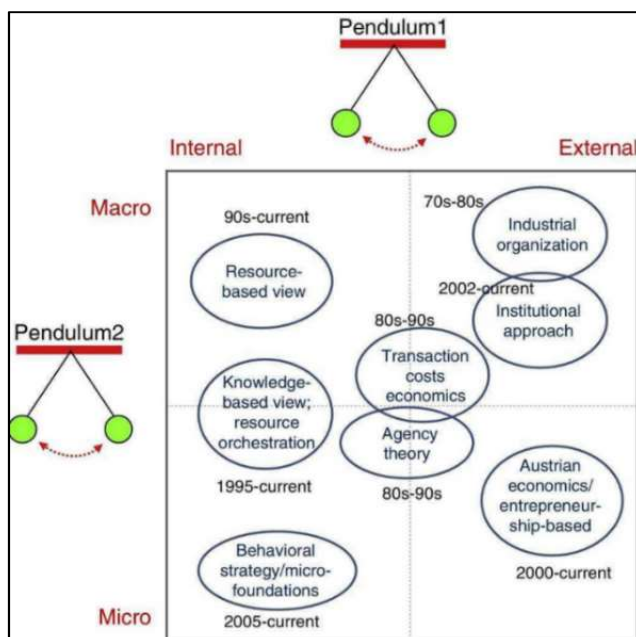 Pendulum1
Internal
External
Macro
70s-80s
90s-current
Industrial
organization
Resource-
based view
2002-current
Institutional
approach
80s-90s
Pendulum2
Transaction
costs
economics
Knowledge-
based view;
resource
orchestration
Agency
theory
1995-current
80s-90s
Austrian
economics/
entrepreneur-
ship-based
Behavioral
strategy/micro-
foundations
2000-current
Micro
2005-current